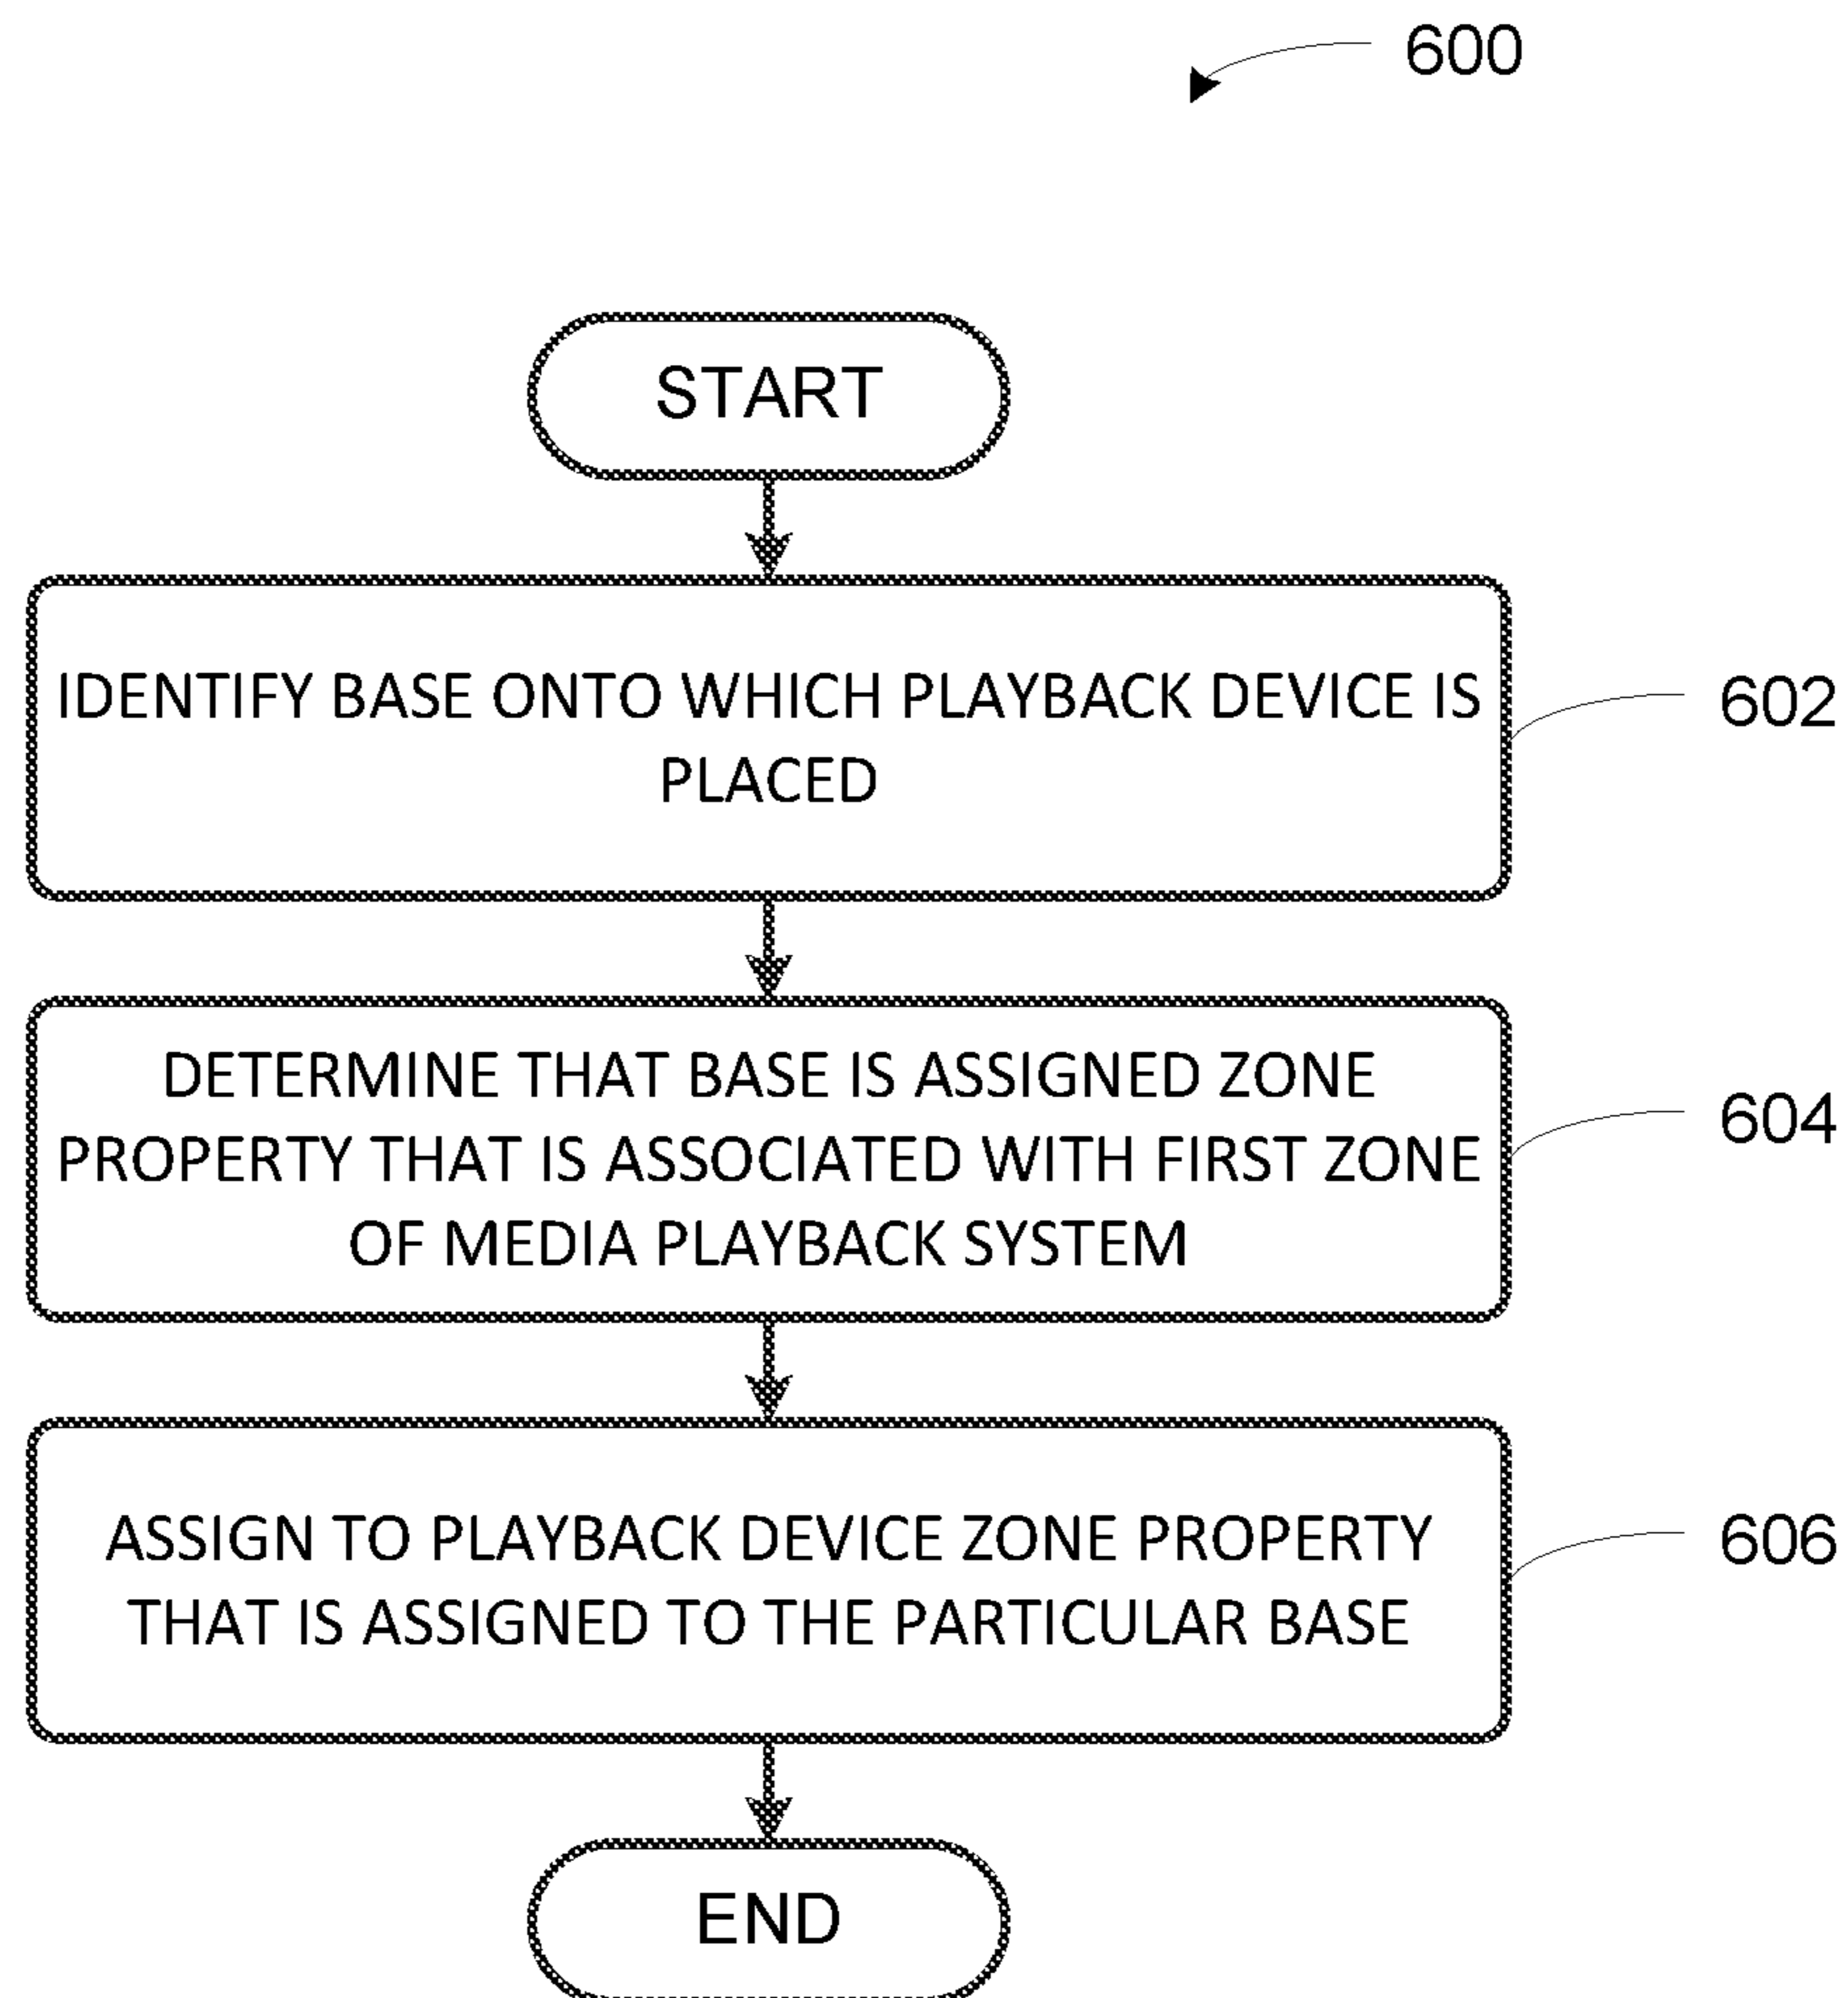 600
START
IDENTIFY BASE ONTO WHICH PLAYBACK DEVICE IS
PLACED
602
DETERMINE THAT BASE IS ASSIGNED ZONE
PROPERTY THAT IS ASSOCIATED WITH FIRST ZONE
OF MEDIA PLAYBACK SYSTEM
604
ASSIGN TO PLAYBACK DEVICE ZONE PROPERTY
THAT IS ASSIGNED TO THE PARTICULAR BASE
606
END